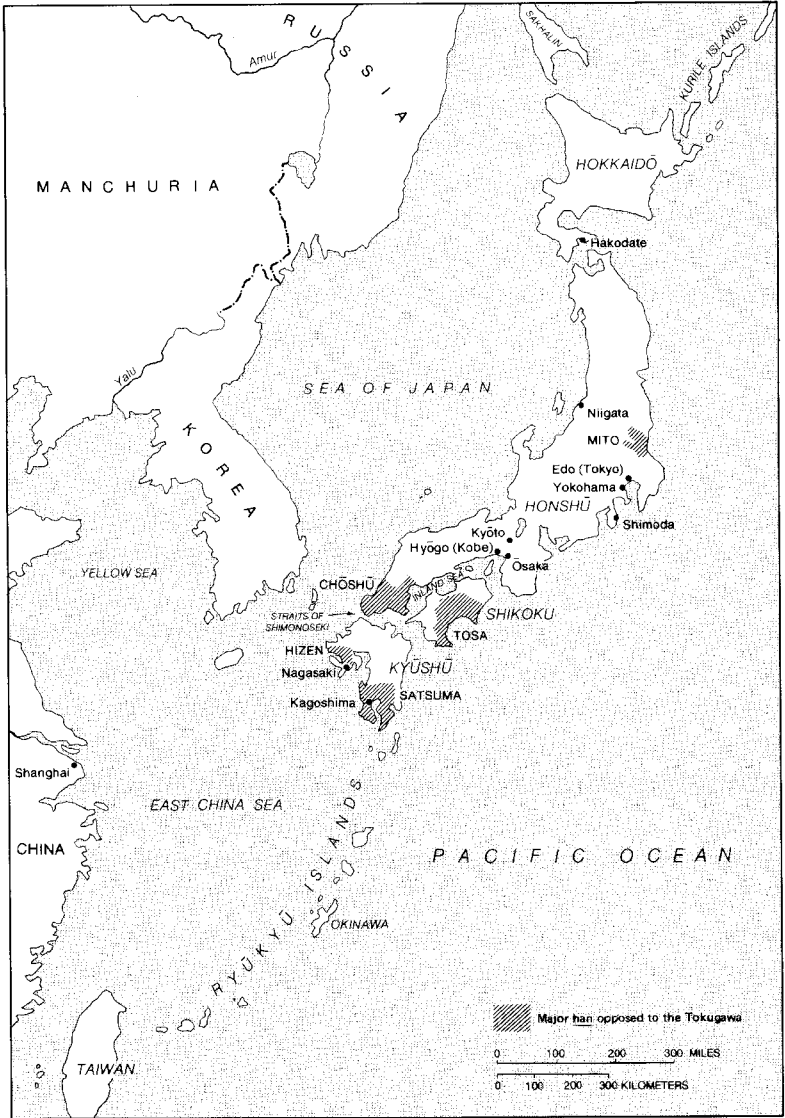 RUSSIA
Amur
SAKHALIN
KURILE ISLANDS
MANCHURIA
HOKKAIDŌ
Hakodate
Yalu
SEA OF JAPAN
KOREA
Niigata
MITO
Edo (Tokyo)
Yokohama
HONSHŪ
Shimoda
Kyōto
Hyōgo (Kobe)
Ōsaka
YELLOW SEA
CHŌSHŪ
INLAND SEA
STRAITS OF
SHIMONOSEKI
SHIKOKU
TOSA
HIZEN
KYŪSHŪ
Nagasaki
SATSUMA
Kagoshima
Shanghai
EAST CHINA SEA
CHINA
PACIFIC OCEAN
RYŪKYŪ ISLANDS
OKINAWA
TAIWAN
Major han opposed to the Tokugawa
0 100 200 300 MILES
0 100 200 300 KILOMETERS